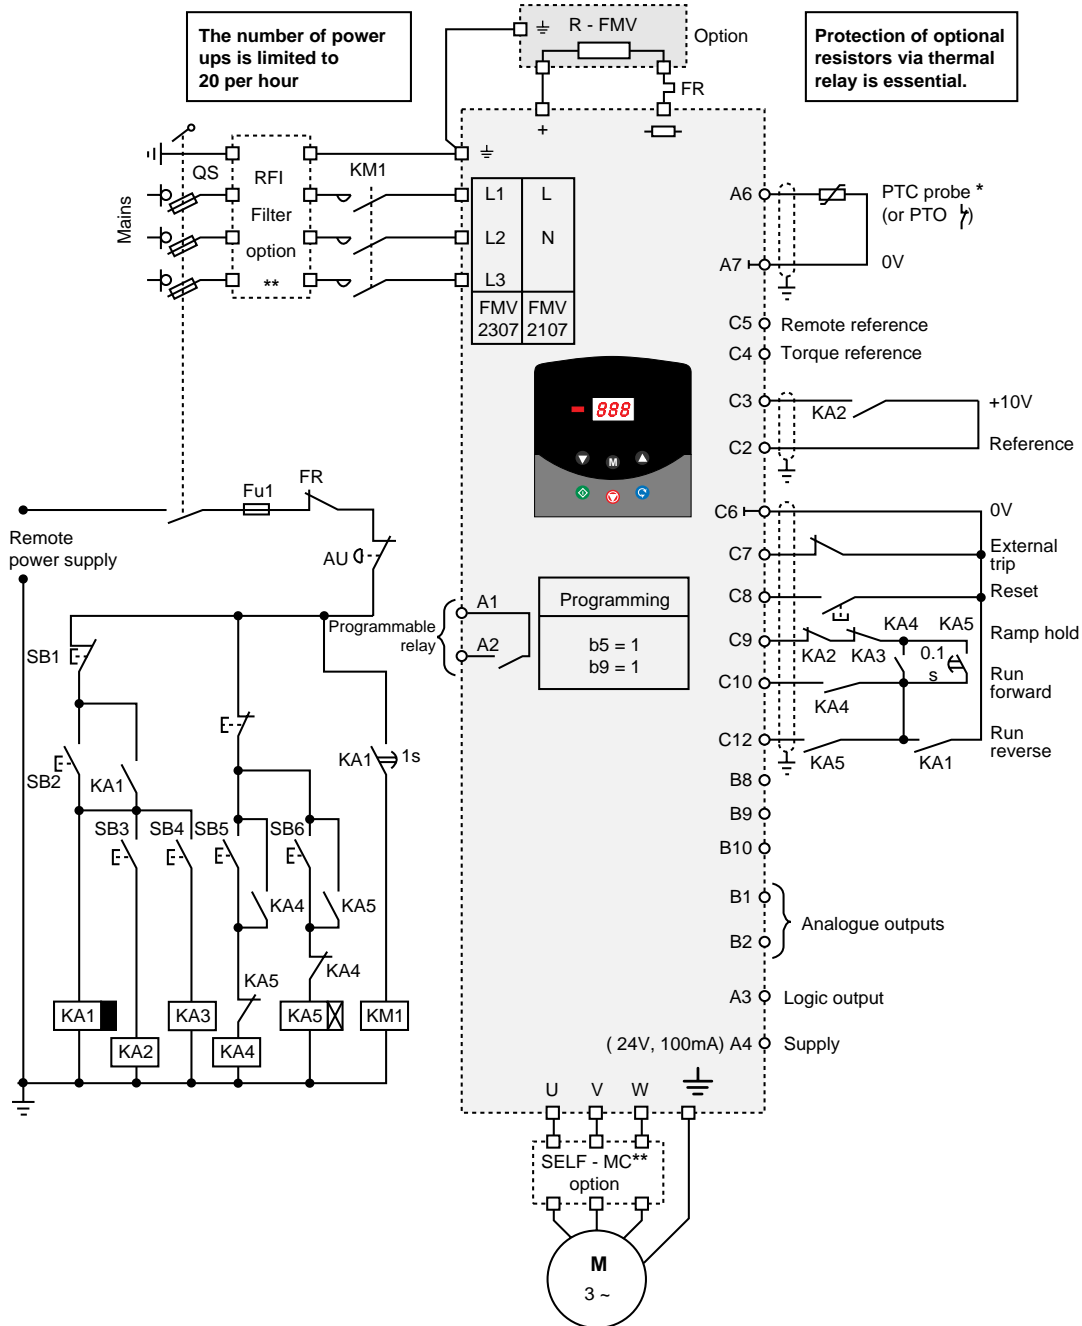 The number of power
ups is limited to
20 per hour
R - FMV
Option
FR
+
Protection of optional
resistors via thermal
relay is essential.
Mains
QS
RFI
Filter
option
**
KM1
L1 L
L2 N
L3
FMV FMV
2307 2107
A6
PTC probe *
(or PTO )
A7
0V
C5 Remote reference
C4 Torque reference
C3
KA2
+10V
C2
Reference
888
M
Fu1
FR
Remote
power supply
AU
C6
0V
C7
External
trip
C8
Reset
C9
KA2
KA3
KA4
KA5
0.1
s
Ramp hold
C10
KA4
Run
forward
C12
KA5
KA1
Run
reverse
Programmable
relay
A1
A2
Programming
b5 = 1
b9 = 1
SB1
SB2
KA1
KA1
1s
SB3
SB4
SB5
SB6
KA4
KA5
KA5
KA4
KA1
KA2
KA3
KA4
KA5
KM1
B8
B9
B10
B1
B2
Analogue outputs
A3 Logic output
( 24V, 100mA) A4 Supply
U V W
SELF - MC**
option
M
3 ~